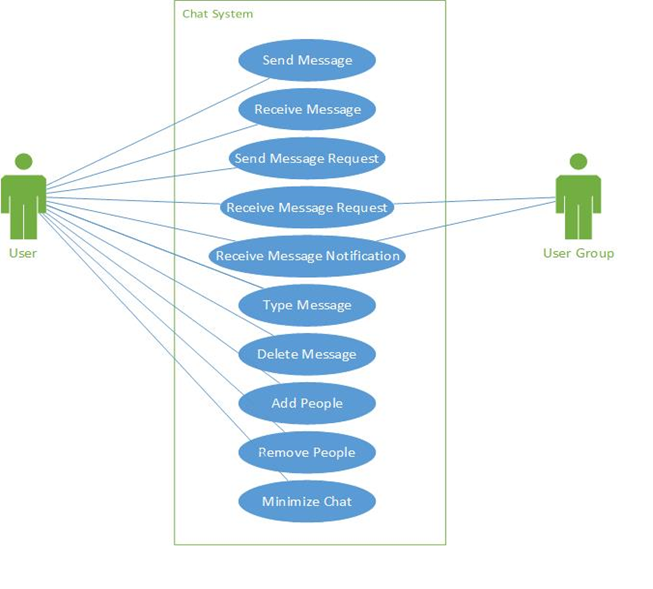 Chat System
Send Message
Receive Message
Send Message Request
Receive Message Request
Receive Message Notification
User
User Group
Type Message
Delete Message
Add People
Remove People
Minimize Chat